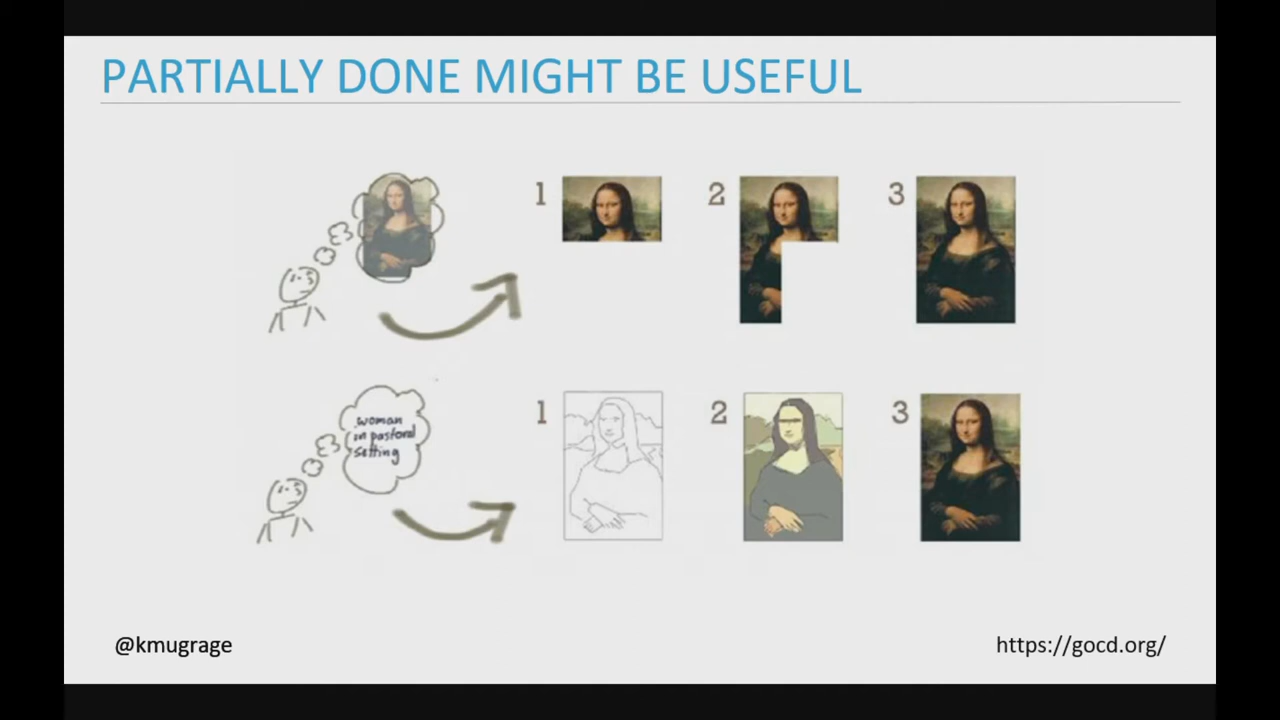 PARTIALLY DONE MIGHT BE USEFUL
1
2
3
woman
in pastoral
setting
1
2
3
@kmugrage
https://gocd.org/